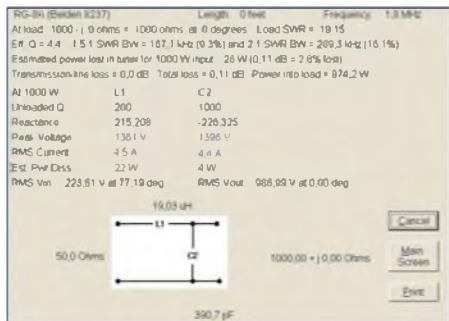 RG-8/U (Belden 8237) Length: 0 feet Frequency: 1,8 MHz
At load 1000 - j 0 ohms = 1000 ohms at 0 degrees Load SWR = 19.15
Eff. Q = 4.4 1.5:1 SWR BW = 167,1 kHz (9.3%) and 2:1 SWR BW = 289,3 kHz (16,1%)
Estimated power lost in tuner for 1000 W input: 26 W (0,11 dB = 2.6% lost)
Transmission line loss = 0,0 dB Total loss = 0,11 dB Power into load = 974,2 W
At 1000 W L1 C2
Unloaded Q 200 1000
Reactance 215,208 -226,325
Peak Voltage 1361 V 1396 V
RMS Current 4.5 A 4,4 A
Est. Pwr Diss. 22 W 4 W
RMS Vin 223,61 V at 77,19 deg RMS Vout 986,99 V at 0,00 deg
19,03 uH
L1
Cancel
50,0 Ohms C2 1000,00 + j 0,00 Ohms
Main Screen
Print
390,7 pF